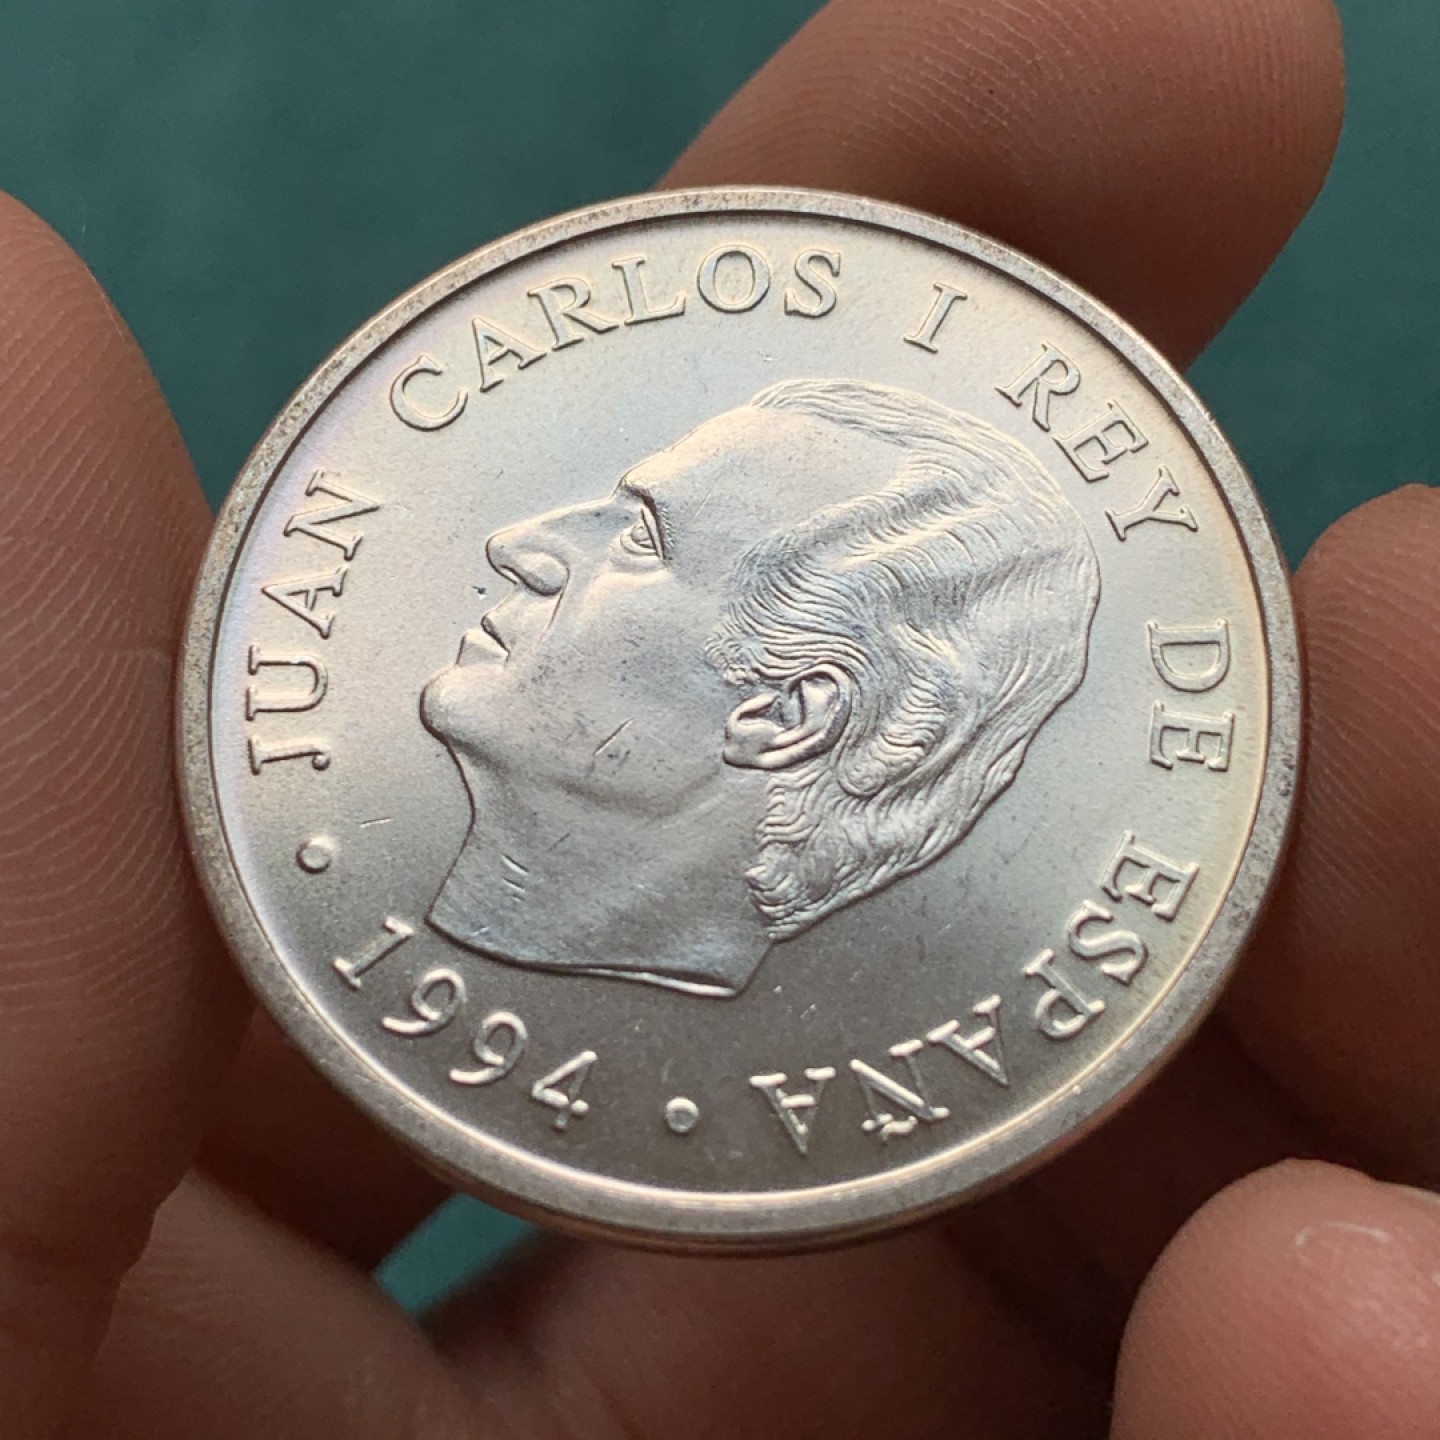 · JUAN CARLOS I REY DE ESPAÑA ·
1994